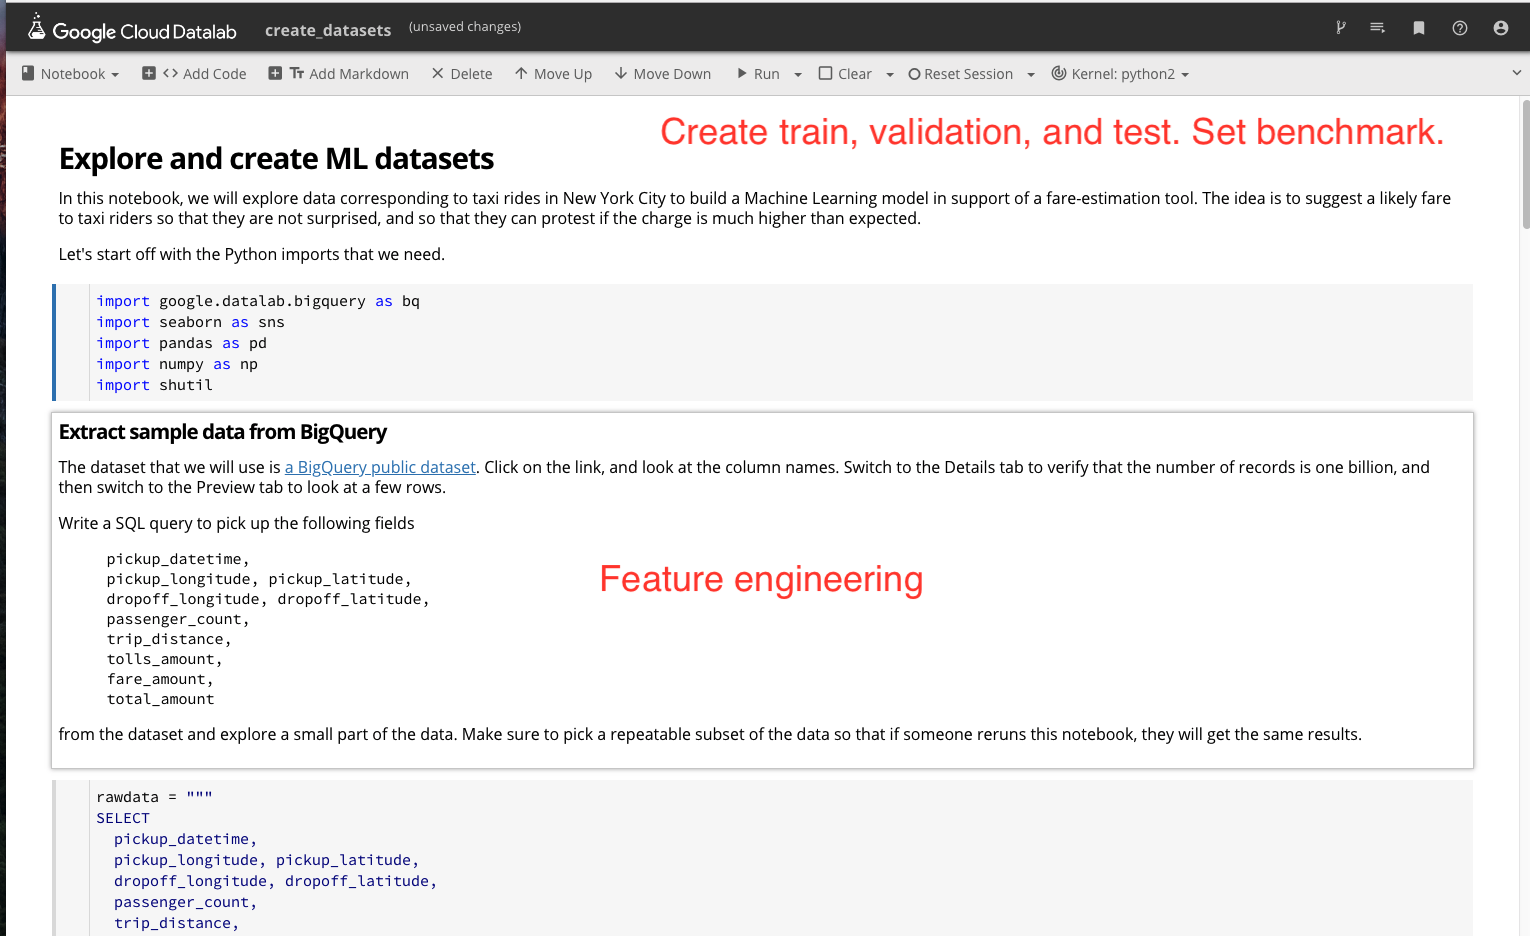 Google Cloud Datalab create_datasets (unsaved changes)
Notebook Add Code Tr Add Markdown Delete Move Up Move Down Run Clear Reset Session Kernel: python2
Create train, validation, and test. Set benchmark.
Explore and create ML datasets
In this notebook, we will explore data corresponding to taxi rides in New York City to build a Machine Learning model in support of a fare-estimation tool. The idea is to suggest a likely fare
to taxi riders so that they are not surprised, and so that they can protest if the charge is much higher than expected.
Let's start off with the Python imports that we need.
import google.datalab.bigquery as bq
import seaborn as sns
import pandas as pd
import numpy as np
import shutil
Extract sample data from BigQuery
The dataset that we will use is a BigQuery public dataset. Click on the link, and look at the column names. Switch to the Details tab to verify that the number of records is one billion, and
then switch to the Preview tab to look at a few rows.
Write a SQL query to pick up the following fields
pickup_datetime,
pickup_longitude, pickup_latitude,
dropoff_longitude, dropoff_latitude,
passenger_count,
trip_distance,
tolls_amount,
fare_amount,
total_amount
Feature engineering
from the dataset and explore a small part of the data. Make sure to pick a repeatable subset of the data so that if someone reruns this notebook, they will get the same results.
rawdata = """
SELECT
pickup_datetime,
pickup_longitude, pickup_latitude,
dropoff_longitude, dropoff_latitude,
passenger_count,
trip_distance,